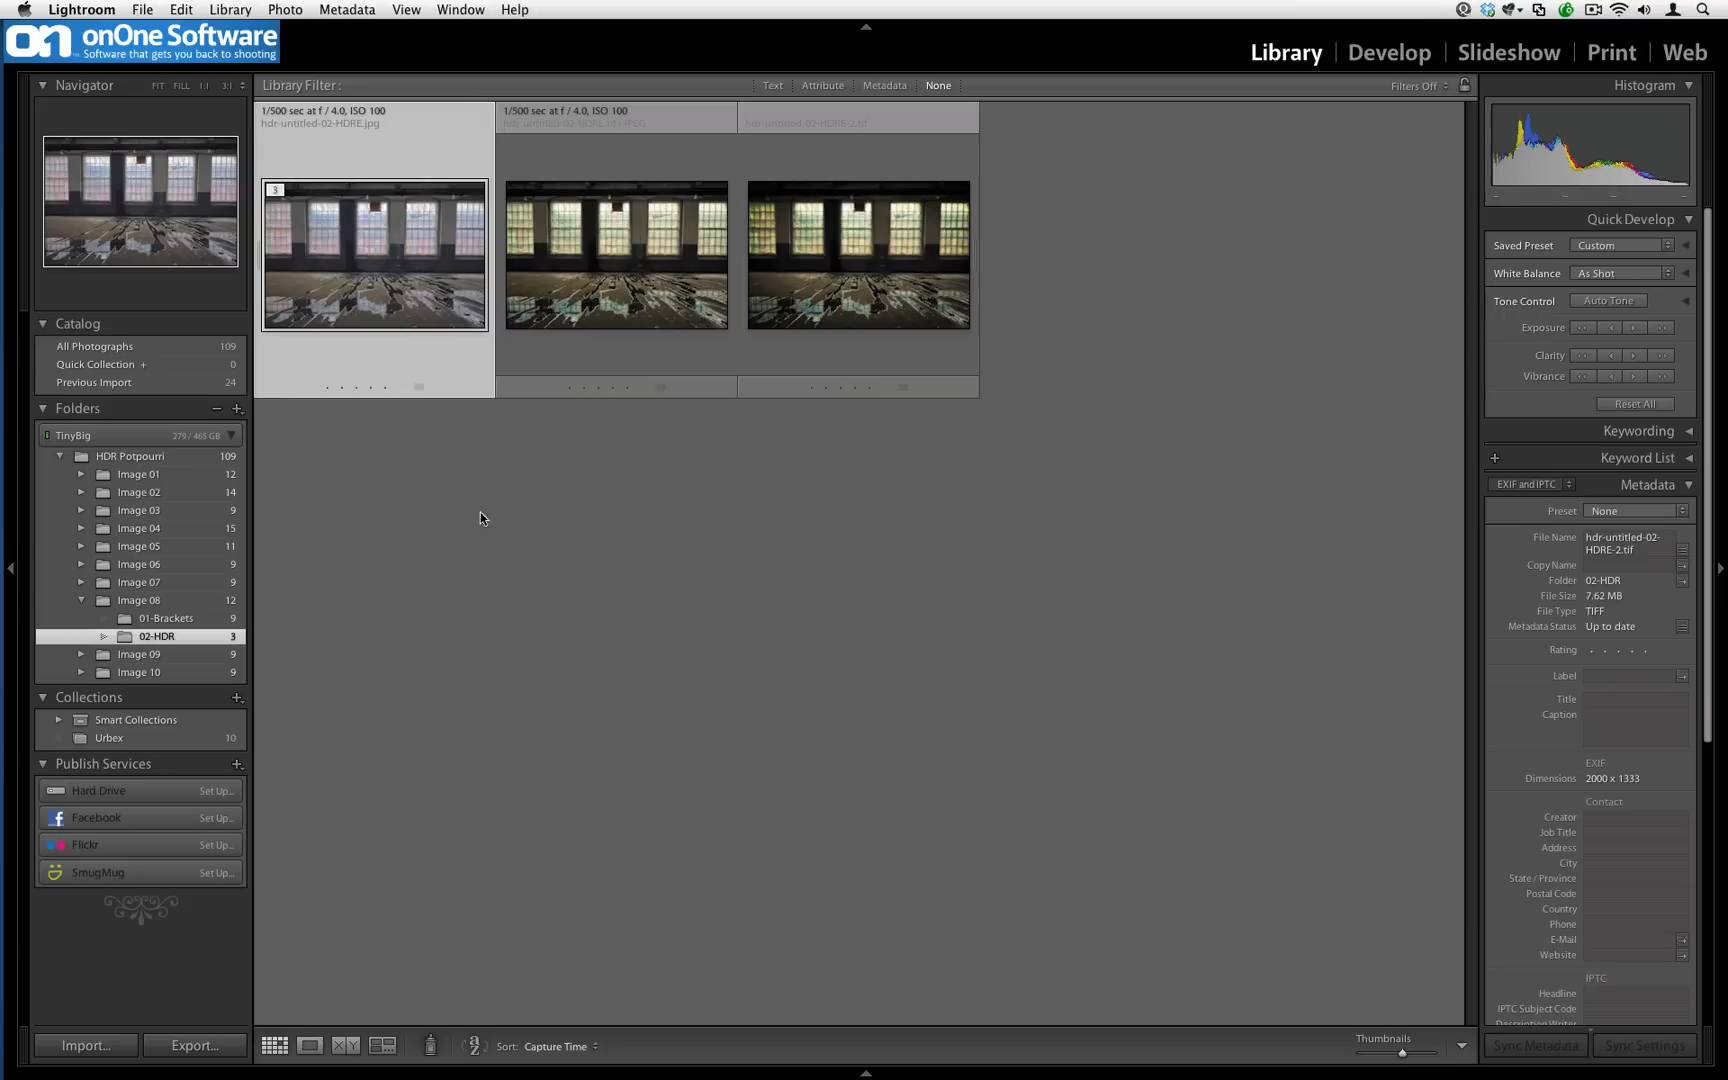 Lightroom File Edit Library Photo Metadata View Window Help
on onOne Software
Software that gets you back to shooting
Library Develop Slideshow Print Web
Navigator FIT FILL 1:1 3:1
Library Filter : Text Attribute Metadata None Filters Off
Histogram
1/500 sec at f / 4.0, ISO 100
hdr-untitled-02-HDRE.jpg
1/500 sec at f / 4.0, ISO 100
hdr-untitled-02-HDRE-2.tif
3
Catalog
All Photographs 109
Quick Collection + 0
Previous Import 24
Folders
TinyBig 279 / 465 GB
HDR Potpourri 109
Image 01 12
Image 02 14
Image 03 9
Image 04 15
Image 05 11
Image 06 9
Image 07 9
Image 08 12
01-Brackets 9
02-HDR 3
Image 09 9
Image 10 9
Collections
Smart Collections
Urbex 10
Publish Services
Hard Drive Set Up...
Facebook Set Up...
Flickr Set Up...
SmugMug Set Up...
Import... Export...
Sort: Capture Time
Thumbnails
Quick Develop
Saved Preset Custom
White Balance As Shot
Tone Control Auto Tone
Exposure
Clarity
Vibrance
Reset All
Keywording
Keyword List
EXIF and IPTC Metadata
Preset None
File Name hdr-untitled-02-
HDRE-2.tif
Copy Name
Folder 02-HDR
File Size 7.62 MB
File Type TIFF
Metadata Status Up to date
Rating
Label
Title
Caption
EXIF
Dimensions 2000 x 1333
Contact
Creator
Job Title
Address
City
State / Province
Postal Code
Country
Phone
E-Mail
Website
IPTC
Headline
IPTC Subject Code
Description Writer
Sync Metadata Sync Settings